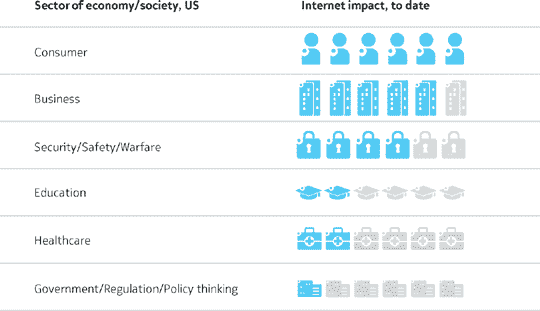 Sector of economy/society, US
Internet impact, to date
Consumer
Business
Security/Safety/Warfare
Education
Healthcare
Government/Regulation/Policy thinking